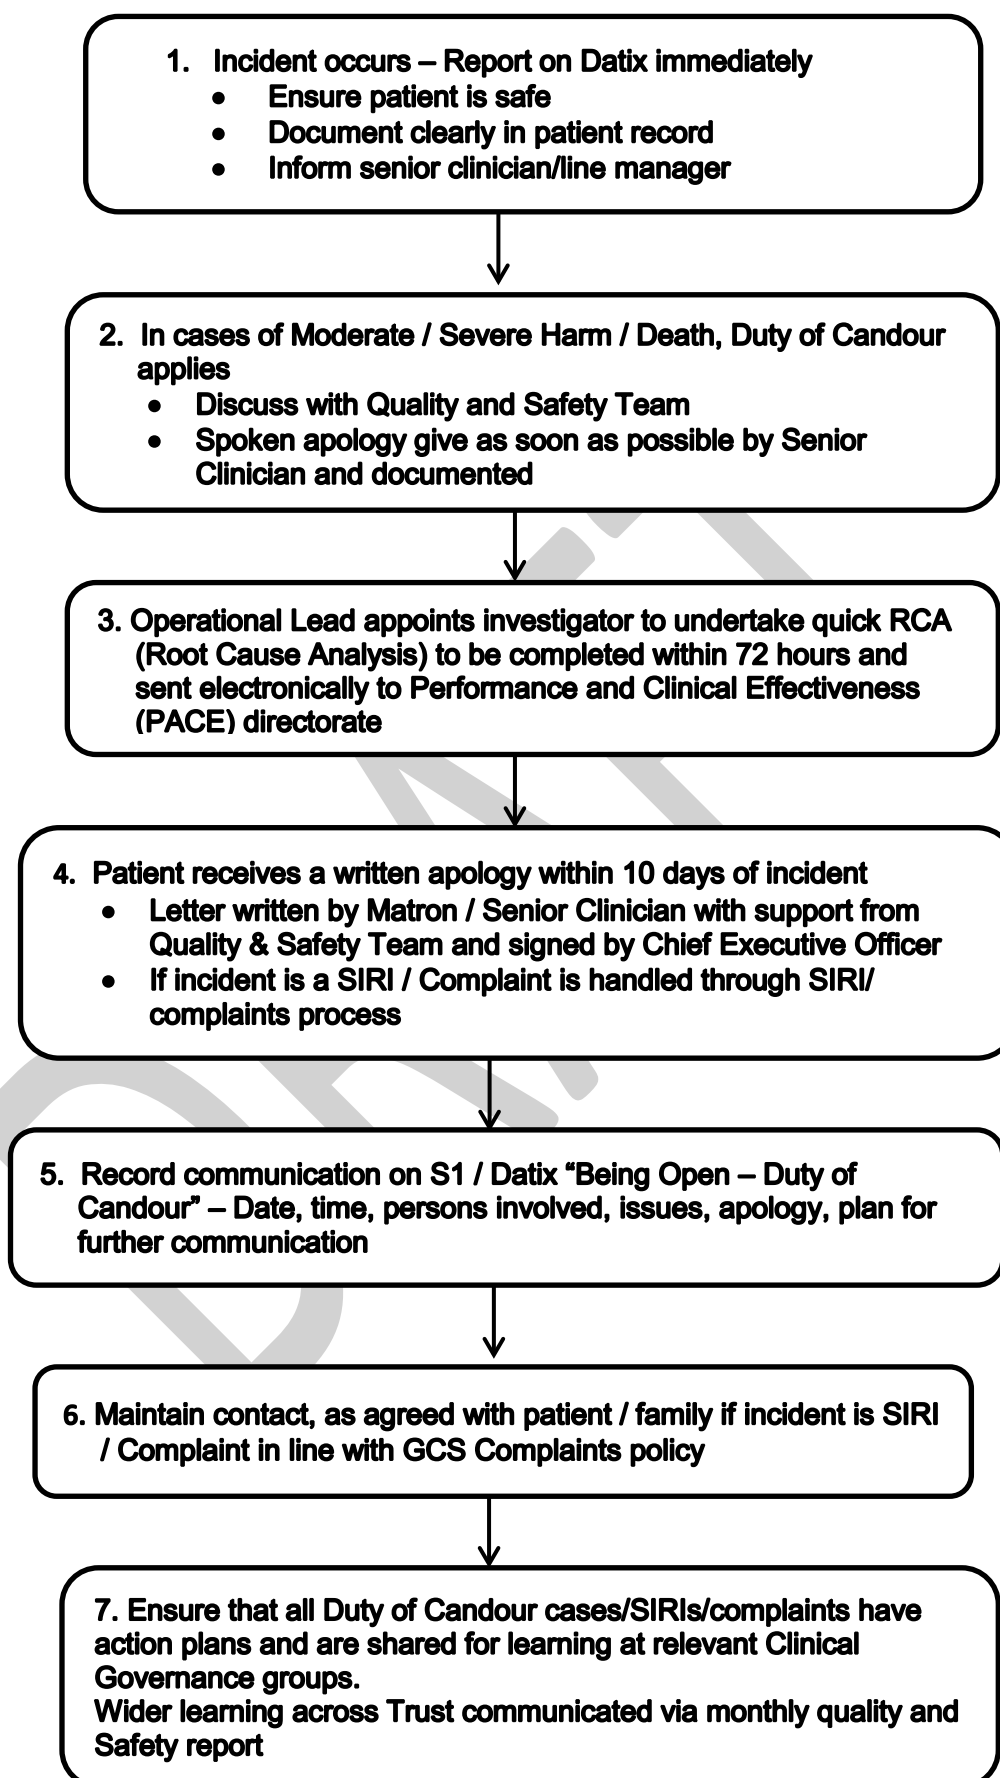 1. Incident occurs – Report on Datix immediately
• Ensure patient is safe
• Document clearly in patient record
• Inform senior clinician/line manager
2. In cases of Moderate / Severe Harm / Death, Duty of Candour
applies
• Discuss with Quality and Safety Team
• Spoken apology give as soon as possible by Senior
Clinician and documented
3. Operational Lead appoints investigator to undertake quick RCA
(Root Cause Analysis) to be completed within 72 hours and
sent electronically to Performance and Clinical Effectiveness
(PACE) directorate
4. Patient receives a written apology within 10 days of incident
• Letter written by Matron / Senior Clinician with support from
Quality & Safety Team and signed by Chief Executive Officer
• If incident is a SIRI / Complaint is handled through SIRI/
complaints process
5. Record communication on S1 / Datix “Being Open – Duty of
Candour” – Date, time, persons involved, issues, apology, plan for
further communication
6. Maintain contact, as agreed with patient / family if incident is SIRI
/ Complaint in line with GCS Complaints policy
7. Ensure that all Duty of Candour cases/SIRIs/complaints have
action plans and are shared for learning at relevant Clinical
Governance groups.
Wider learning across Trust communicated via monthly quality and
Safety report
DRAFT